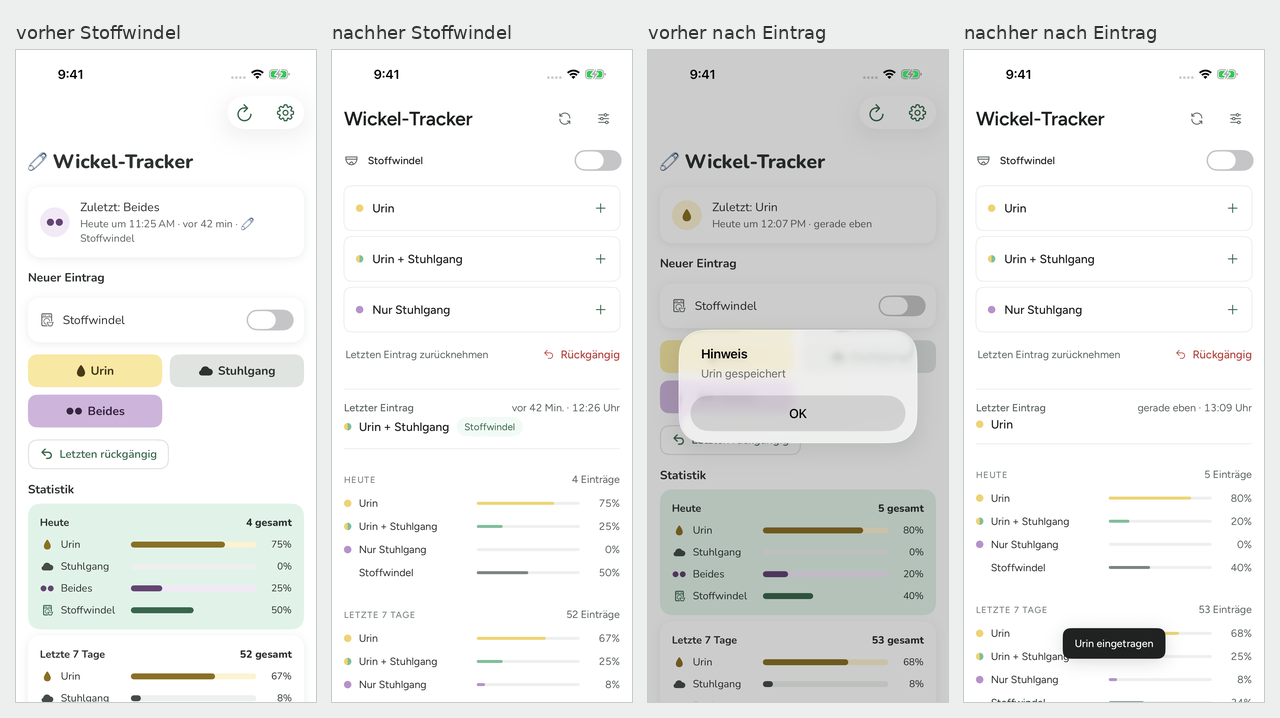 vorher Stoffwindel
9:41
Wickel-Tracker
Zuletzt: Beides
Heute um 11:25 AM · vor 42 min ·
Stoffwindel
Neuer Eintrag
Stoffwindel
Urin
Stuhlgang
Beides
Letzten rückgängig
Statistik
Heute 4 gesamt
Urin 75%
Stuhlgang 0%
Beides 25%
Stoffwindel 50%
Letzte 7 Tage 52 gesamt
Urin 67%
Stuhlgang 8%
nachher Stoffwindel
9:41
Wickel-Tracker
Stoffwindel
Urin
Urin + Stuhlgang
Nur Stuhlgang
Letzten Eintrag zurücknehmen Rückgängig
Letzter Eintrag vor 42 Min. · 12:26 Uhr
Urin + Stuhlgang Stoffwindel
HEUTE 4 Einträge
Urin 75%
Urin + Stuhlgang 25%
Nur Stuhlgang 0%
Stoffwindel 50%
LETZTE 7 TAGE 52 Einträge
Urin 67%
Urin + Stuhlgang 25%
Nur Stuhlgang 8%
vorher nach Eintrag
9:41
Wickel-Tracker
Zuletzt: Urin
Heute um 12:07 PM · gerade eben
Neuer Eintrag
Stoffwindel
Hinweis
Urin gespeichert
OK
Statistik
Heute 5 gesamt
Urin 80%
Stuhlgang 0%
Beides 20%
Stoffwindel 40%
Letzte 7 Tage 53 gesamt
Urin 68%
Stuhlgang 8%
nachher nach Eintrag
9:41
Wickel-Tracker
Stoffwindel
Urin
Urin + Stuhlgang
Nur Stuhlgang
Letzten Eintrag zurücknehmen Rückgängig
Letzter Eintrag gerade eben · 13:09 Uhr
Urin
HEUTE 5 Einträge
Urin 80%
Urin + Stuhlgang 20%
Nur Stuhlgang 0%
Stoffwindel 40%
LETZTE 7 TAGE 53 Einträge
Urin 68%
Urin eingetragen
Urin + Stuhlgang 25%
Nur Stuhlgang 8%
Stoffwindel 34%